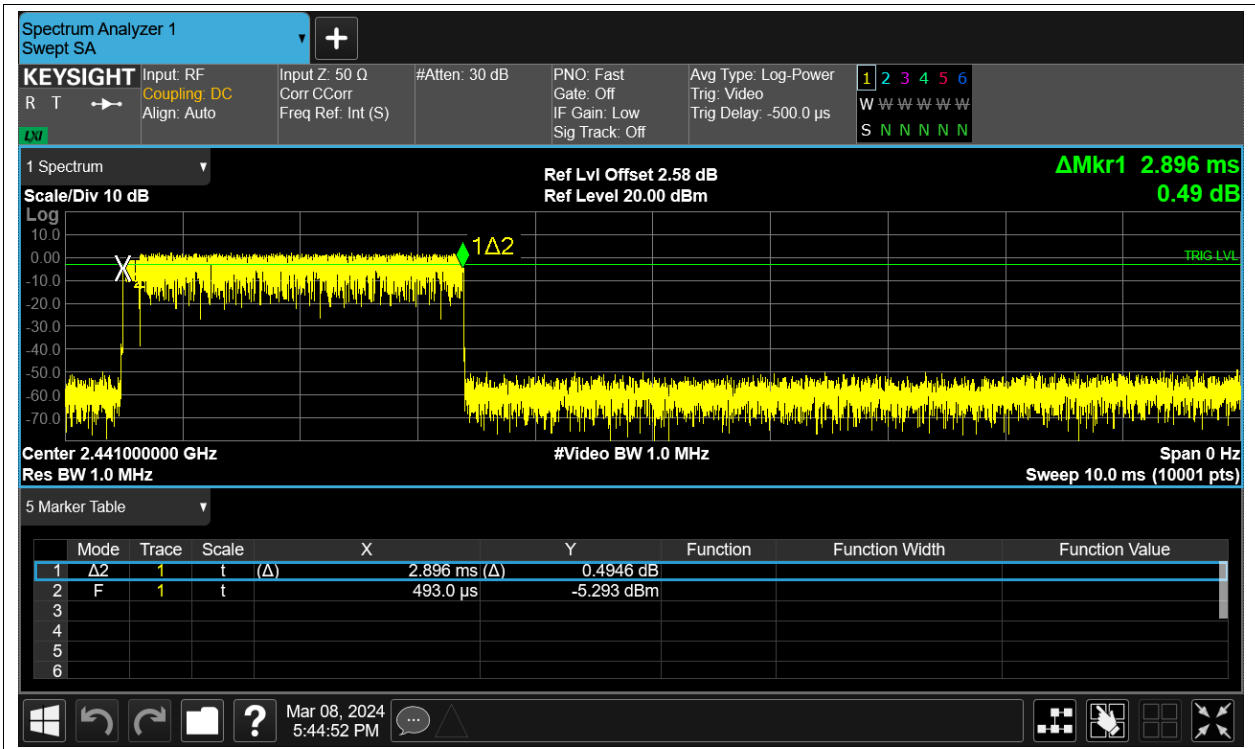 Spectrum Analyzer 1
Swept SA
KEYSIGHT
R T
LXI
Input: RF
Coupling: DC
Align: Auto
Input Z: 50 Ω
Corr CCorr
Freq Ref: Int (S)
#Atten: 30 dB
PNO: Fast
Gate: Off
IF Gain: Low
Sig Track: Off
Avg Type: Log-Power
Trig: Video
Trig Delay: -500.0 µs
1 2 3 4 5 6
W W W W W W
S N N N N N
1 Spectrum
Scale/Div 10 dB
Ref Lvl Offset 2.58 dB
Ref Level 20.00 dBm
ΔMkr1 2.896 ms
0.49 dB
Log
10.0
0.00
-10.0
-20.0
-30.0
-40.0
-50.0
-60.0
-70.0
1Δ2
TRIG LVL
Center 2.441000000 GHz
#Video BW 1.0 MHz
Span 0 Hz
Res BW 1.0 MHz
Sweep 10.0 ms (10001 pts)
5 Marker Table
Mode Trace Scale X Y Function Function Width Function Value
1 Δ2 1 t (Δ) 2.896 ms (Δ) 0.4946 dB
2 F 1 t 493.0 µs -5.293 dBm
3
4
5
6
?
Mar 08, 2024
5:44:52 PM